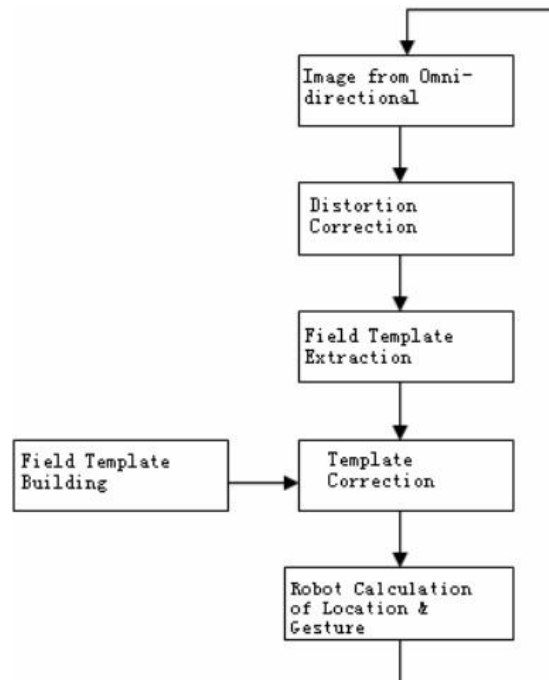 Image from Omni-
directional
Distortion
Correction
Field Template
Extraction
Field Template
Building
Template
Correction
Robot Calculation
of Location &
Gesture